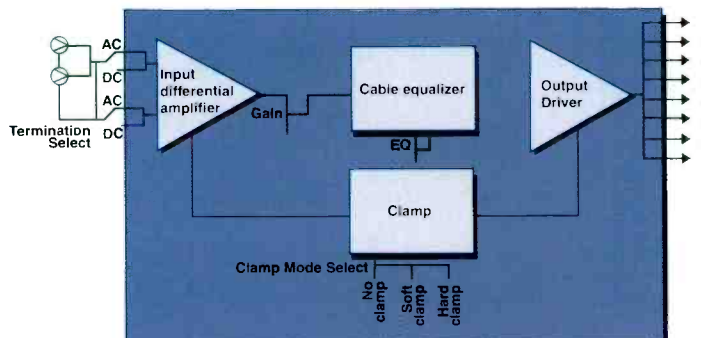 AC
DC
AC
DC
Termination
Select
Input
differential
amplifier
Gain
Cable equalizer
EQ
Output
Driver
Clamp
Clamp Mode Select
No
clamp
Soft
clamp
Hard
clamp